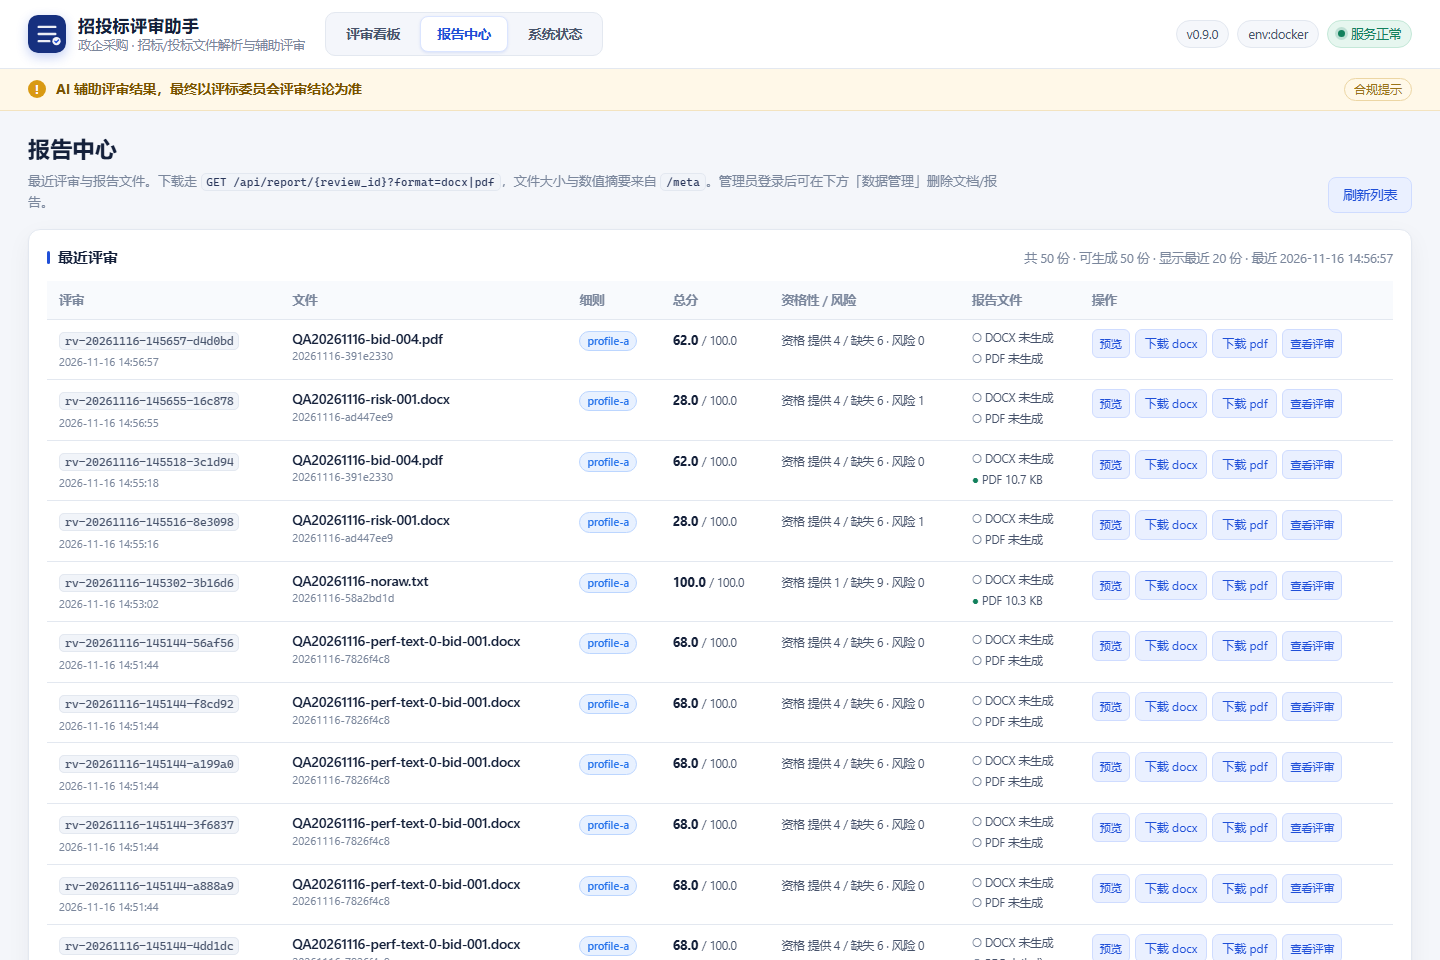 招投标评审助手
政企采购 · 招标/投标文件解析与辅助评审
评审看板 报告中心 系统状态
v0.9.0 env:docker 服务正常
AI 辅助评审结果，最终以评标委员会评审结论为准 合规提示
报告中心
最近评审与报告文件。下载走 GET /api/report/{review_id}?format=docx|pdf，文件大小与数值摘要来自 /meta 。管理员登录后可在下方「数据管理」删除文档/报
告。
刷新列表
最近评审 共 50 份 · 可生成 50 份 · 显示最近 20 份 · 最近 2026-11-16 14:56:57
评审 文件 细则 总分 资格性 / 风险 报告文件 操作
rv-20261116-145657-d4d0bd QA20261116-bid-004.pdf profile-a 62.0 / 100.0 资格 提供 4 / 缺失 6 · 风险 0 DOCX 未生成 预览 下载 docx 下载 pdf 查看评审
2026-11-16 14:56:57 20261116-391e2330 PDF 未生成
rv-20261116-145655-16c878 QA20261116-risk-001.docx profile-a 28.0 / 100.0 资格 提供 4 / 缺失 6 · 风险 1 DOCX 未生成 预览 下载 docx 下载 pdf 查看评审
2026-11-16 14:56:55 20261116-ad447ee9 PDF 未生成
rv-20261116-145518-3c1d94 QA20261116-bid-004.pdf profile-a 62.0 / 100.0 资格 提供 4 / 缺失 6 · 风险 0 DOCX 未生成 预览 下载 docx 下载 pdf 查看评审
2026-11-16 14:55:18 20261116-391e2330 PDF 10.7 KB
rv-20261116-145516-8e3098 QA20261116-risk-001.docx profile-a 28.0 / 100.0 资格 提供 4 / 缺失 6 · 风险 1 DOCX 未生成 预览 下载 docx 下载 pdf 查看评审
2026-11-16 14:55:16 20261116-ad447ee9 PDF 未生成
rv-20261116-145302-3b16d6 QA20261116-noraw.txt profile-a 100.0 / 100.0 资格 提供 1 / 缺失 9 · 风险 0 DOCX 未生成 预览 下载 docx 下载 pdf 查看评审
2026-11-16 14:53:02 20261116-58a2bd1d PDF 10.3 KB
rv-20261116-145144-56af56 QA20261116-perf-text-0-bid-001.docx profile-a 68.0 / 100.0 资格 提供 4 / 缺失 6 · 风险 0 DOCX 未生成 预览 下载 docx 下载 pdf 查看评审
2026-11-16 14:51:44 20261116-7826f4c8 PDF 未生成
rv-20261116-145144-f8cd92 QA20261116-perf-text-0-bid-001.docx profile-a 68.0 / 100.0 资格 提供 4 / 缺失 6 · 风险 0 DOCX 未生成 预览 下载 docx 下载 pdf 查看评审
2026-11-16 14:51:44 20261116-7826f4c8 PDF 未生成
rv-20261116-145144-a199a0 QA20261116-perf-text-0-bid-001.docx profile-a 68.0 / 100.0 资格 提供 4 / 缺失 6 · 风险 0 DOCX 未生成 预览 下载 docx 下载 pdf 查看评审
2026-11-16 14:51:44 20261116-7826f4c8 PDF 未生成
rv-20261116-145144-3f6837 QA20261116-perf-text-0-bid-001.docx profile-a 68.0 / 100.0 资格 提供 4 / 缺失 6 · 风险 0 DOCX 未生成 预览 下载 docx 下载 pdf 查看评审
2026-11-16 14:51:44 20261116-7826f4c8 PDF 未生成
rv-20261116-145144-a888a9 QA20261116-perf-text-0-bid-001.docx profile-a 68.0 / 100.0 资格 提供 4 / 缺失 6 · 风险 0 DOCX 未生成 预览 下载 docx 下载 pdf 查看评审
2026-11-16 14:51:44 20261116-7826f4c8 PDF 未生成
rv-20261116-145144-4dd1dc QA20261116-perf-text-0-bid-001.docx profile-a 68.0 / 100.0 资格 提供 4 / 缺失 6 · 风险 0 DOCX 未生成 预览 下载 docx 下载 pdf 查看评审